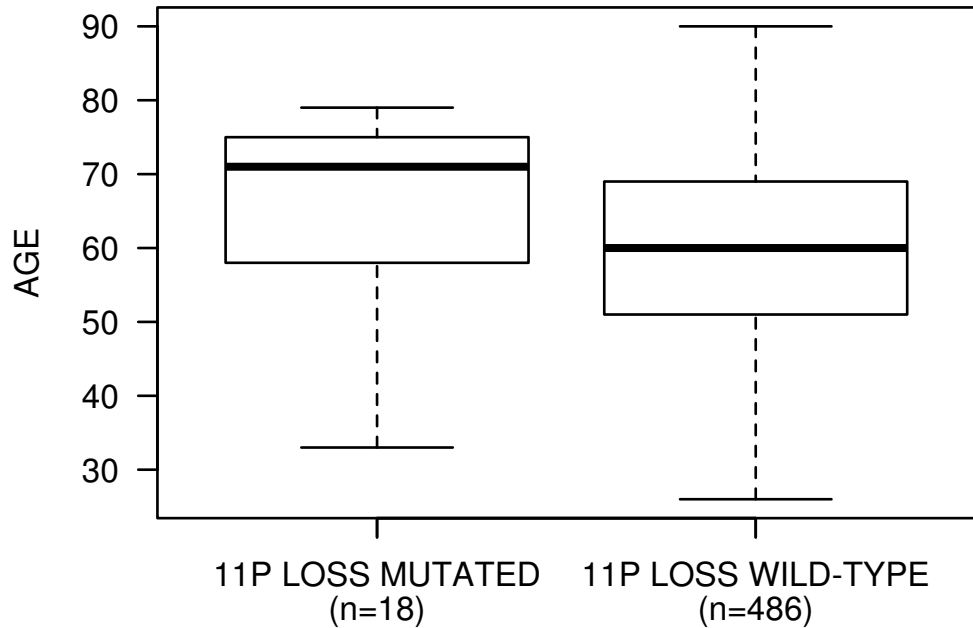 90
80
70
60
50
40
30
AGE
11P LOSS MUTATED
(n=18)
11P LOSS WILD-TYPE
(n=486)